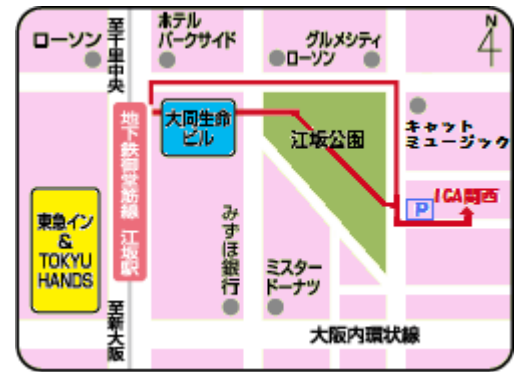 至千里中央
ローソン
ホテル
パークサイド
グルメシティ
ローソン
N
地下鉄御堂筋線 江坂駅
大同生命
ビル
江坂公園
キャット
ミュージック
ICA関西
P
東急イン
&
TOKYU
HANDS
みずほ銀行
ミスター
ドーナツ
至新大阪
大阪内環状線